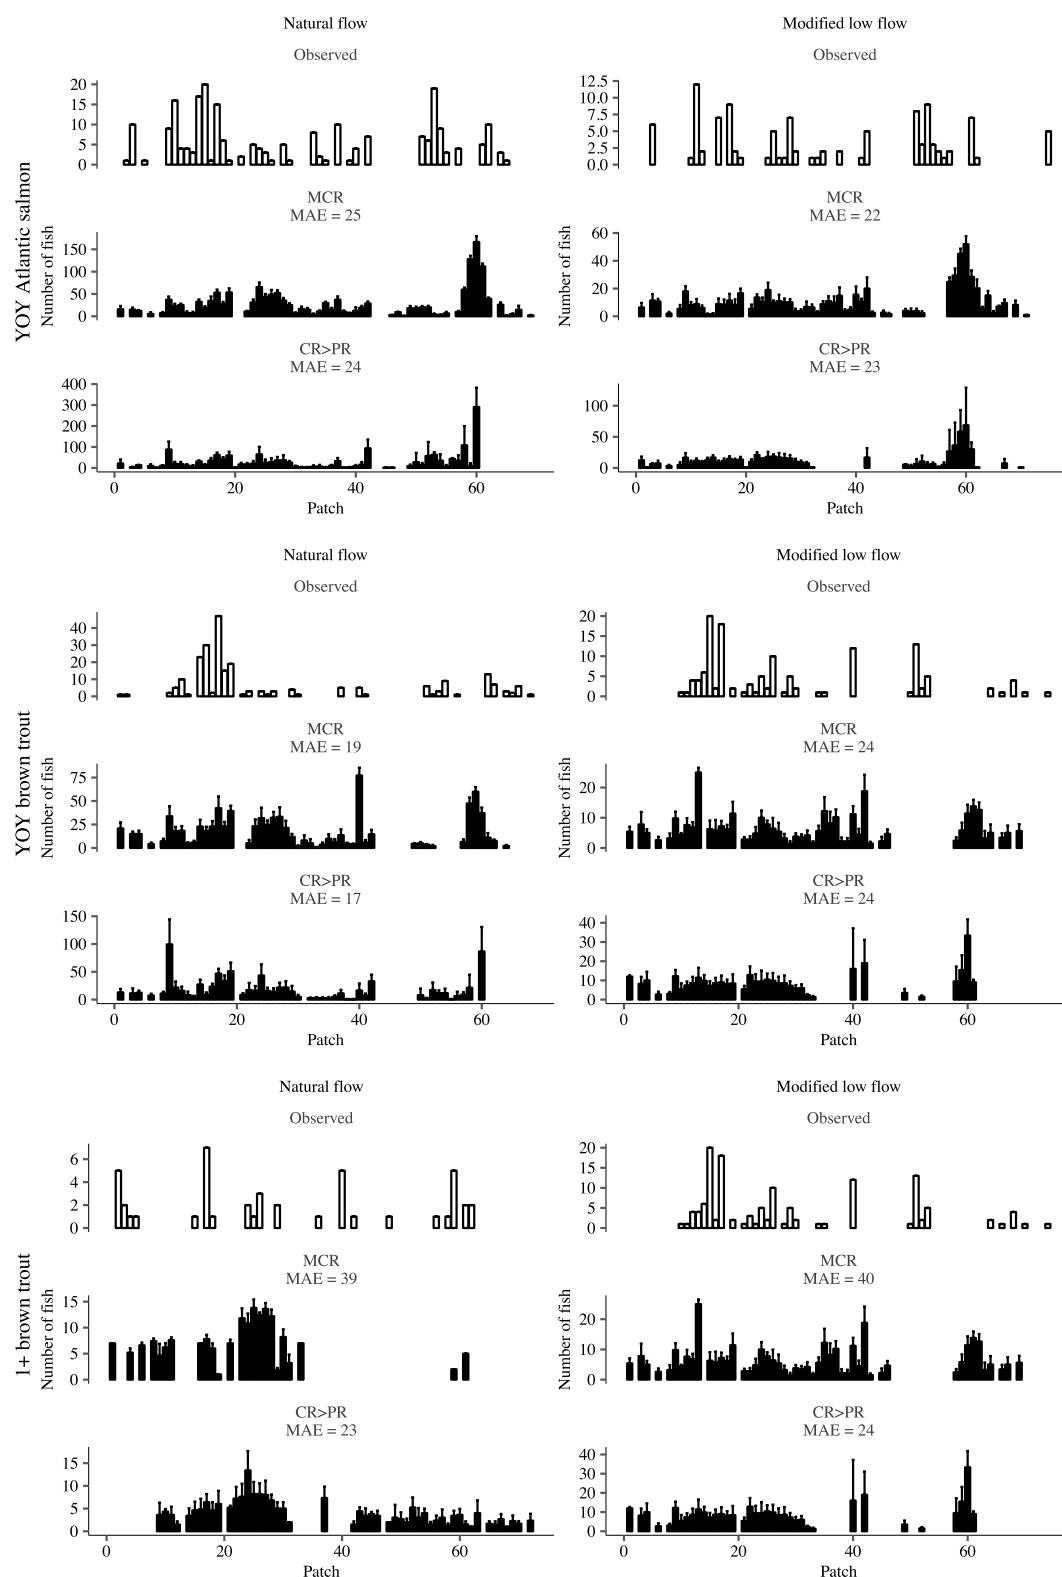 Natural flow
Modified low flow
Observed
Observed
20
15
10
5
0
12.5
10.0
7.5
5.0
2.5
0.0
MCR
MAE = 25
MCR
MAE = 22
YOY Atlantic salmon
Number of fish
150
100
50
0
Number of fish
60
40
20
0
CR>PR
MAE = 24
CR>PR
MAE = 23
400
300
200
100
0
100
50
0
0 20 40 60
0 20 40 60
Patch
Patch
Natural flow
Modified low flow
Observed
Observed
40
30
20
10
0
20
15
10
5
0
MCR
MAE = 19
MCR
MAE = 24
YOY brown trout
Number of fish
75
50
25
0
Number of fish
20
10
0
CR>PR
MAE = 17
CR>PR
MAE = 24
150
100
50
0
40
30
20
10
0
0 20 40 60
0 20 40 60
Patch
Patch
Natural flow
Modified low flow
Observed
Observed
6
4
2
0
20
15
10
5
0
MCR
MAE = 39
MCR
MAE = 40
1+ brown trout
Number of fish
15
10
5
0
Number of fish
20
10
0
CR>PR
MAE = 23
CR>PR
MAE = 24
15
10
5
0
40
30
20
10
0
0 20 40 60
0 20 40 60
Patch
Patch